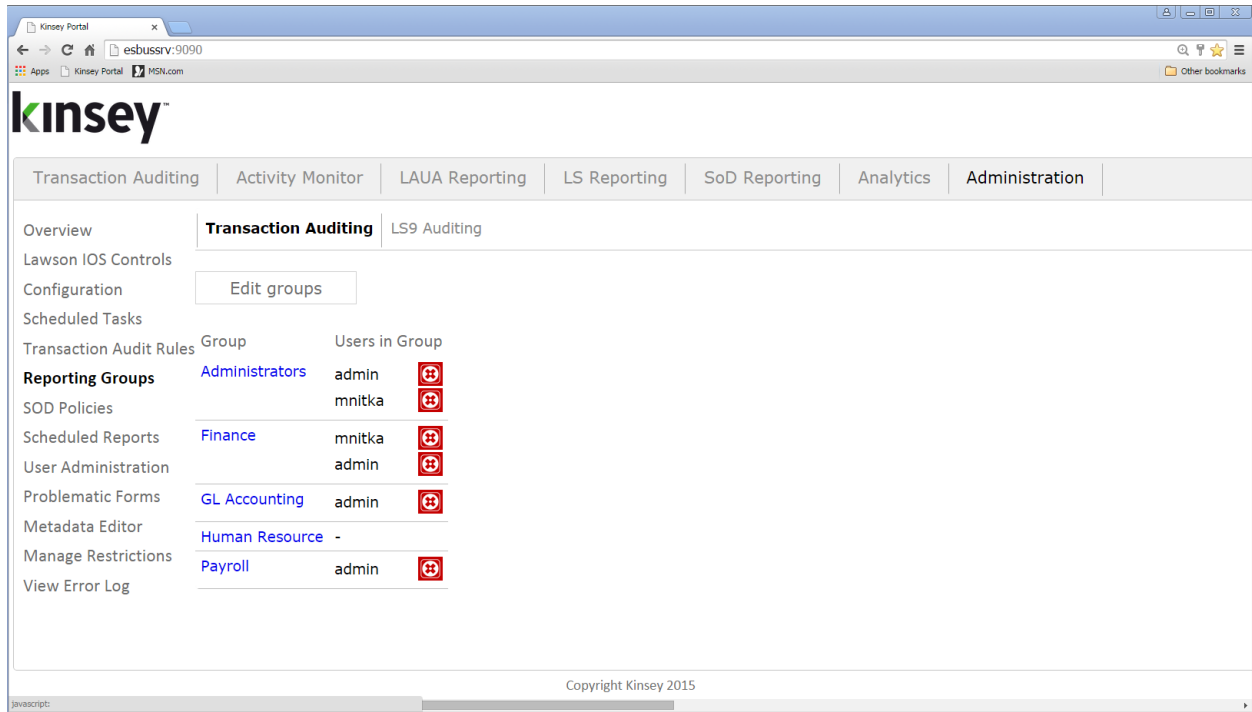 Kinsey Portal
esbussrv:9090
Apps Kinsey Portal MSN.com Other bookmarks
kinsey™
Transaction Auditing Activity Monitor LAUA Reporting LS Reporting SoD Reporting Analytics Administration
Overview
Lawson IOS Controls
Configuration
Scheduled Tasks
Transaction Audit Rules
Reporting Groups
SOD Policies
Scheduled Reports
User Administration
Problematic Forms
Metadata Editor
Manage Restrictions
View Error Log
Transaction Auditing LS9 Auditing
Edit groups
Group Users in Group
Administrators admin
mnitka
Finance mnitka
admin
GL Accounting admin
Human Resource -
Payroll admin
Copyright Kinsey 2015
javascript: